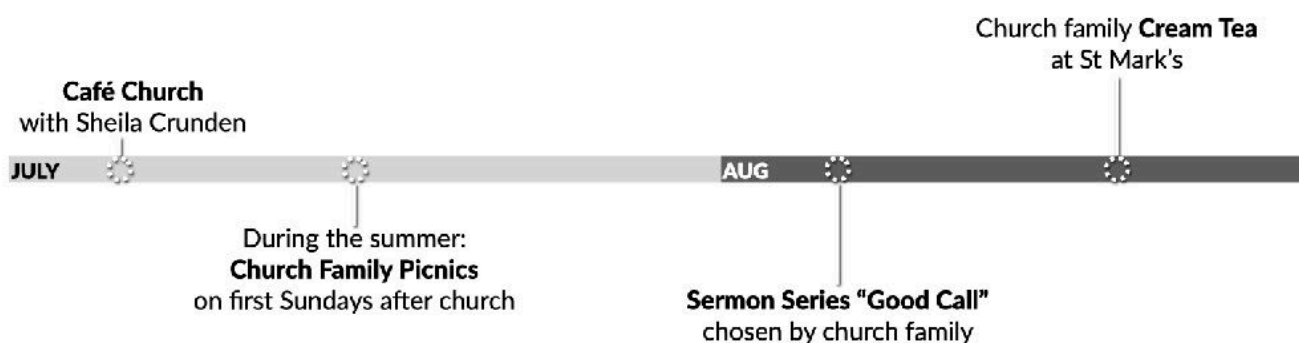 Café Church
with Sheila Crunden
Church family Cream Tea
at St Mark’s
JULY
AUG
During the summer:
Church Family Picnics
on first Sundays after church
Sermon Series “Good Call”
chosen by church family